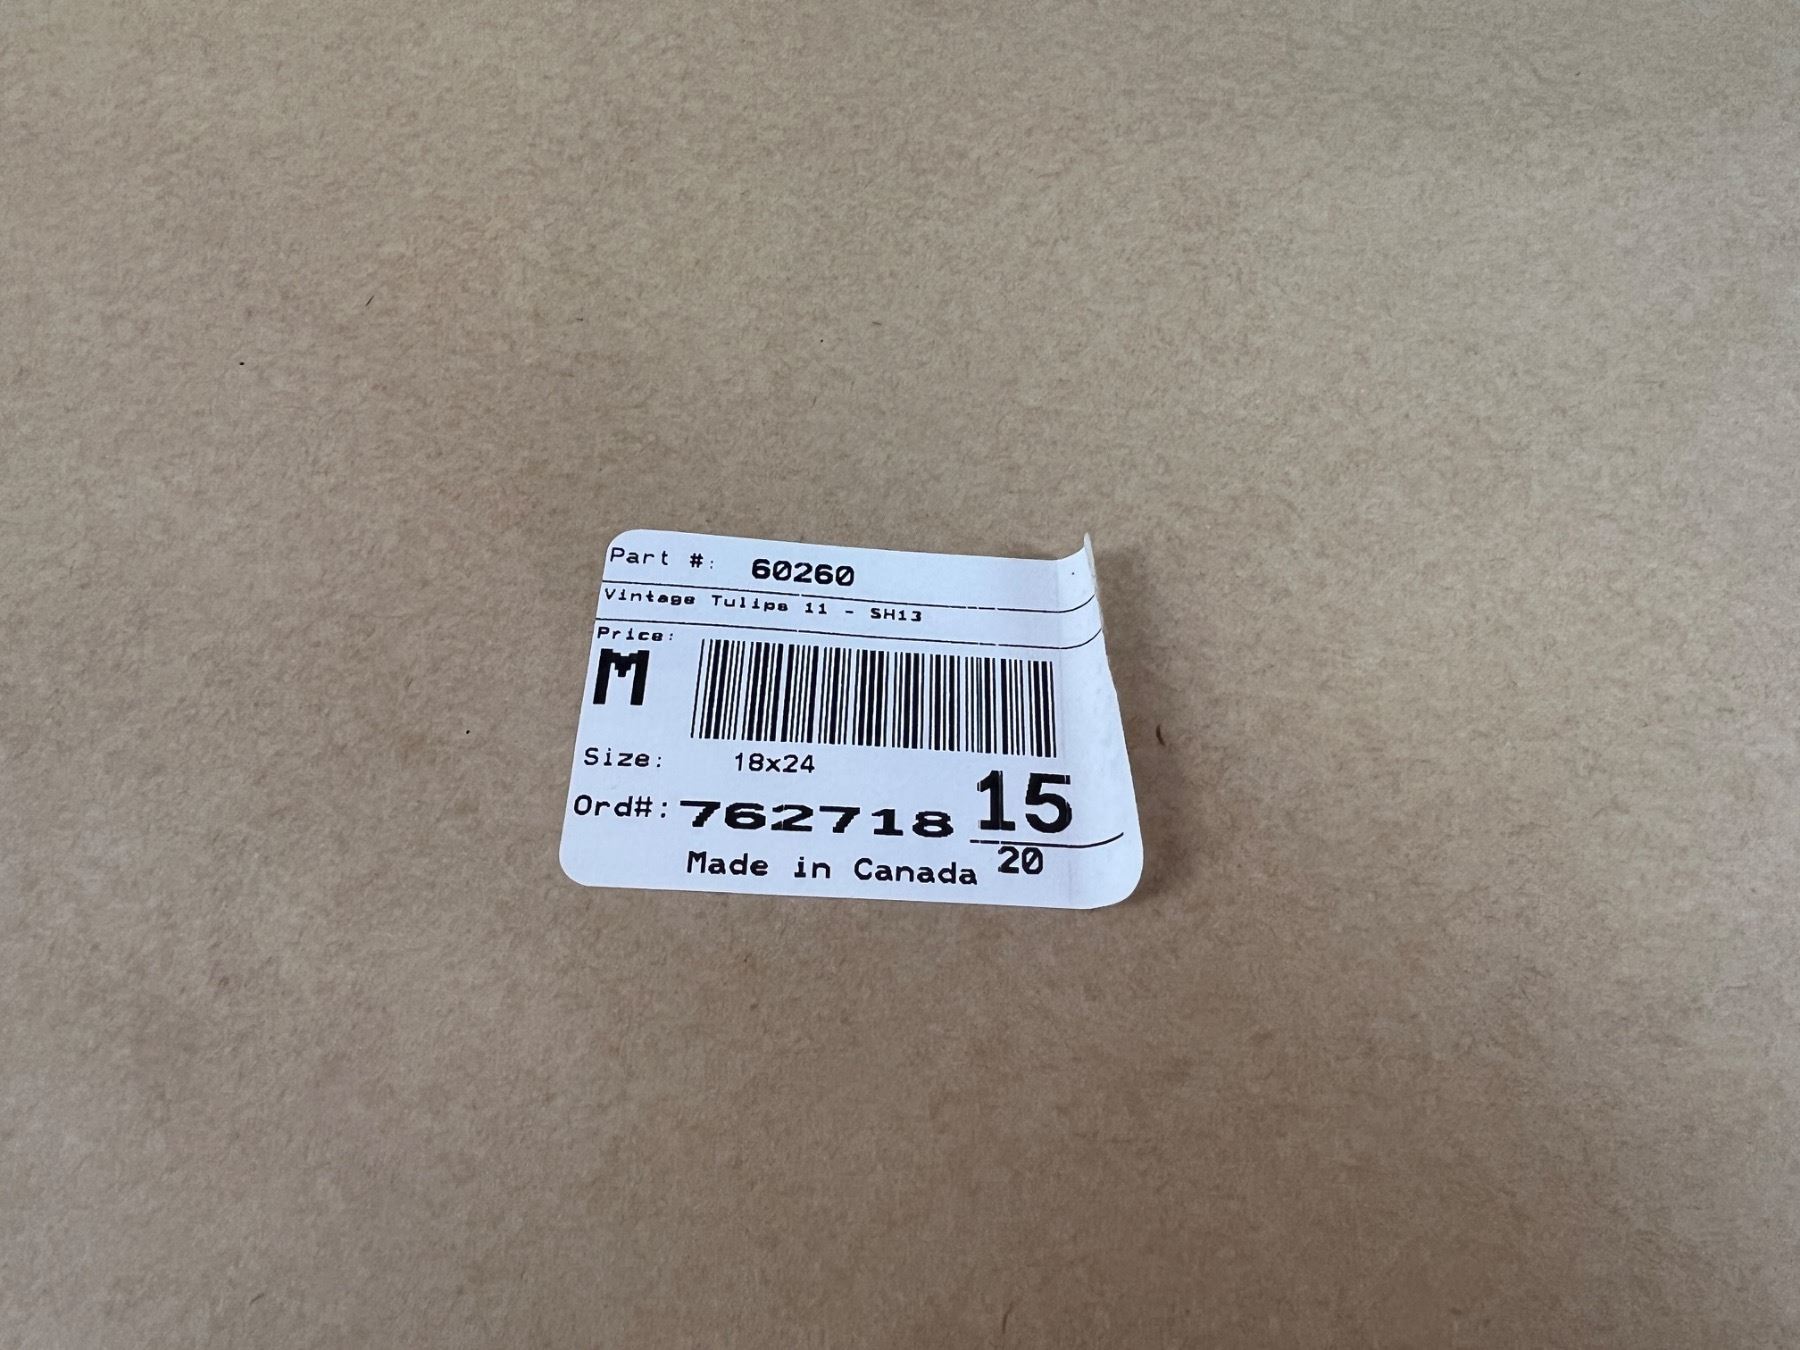 Part #: 60260
Vintage Tulips 11 - SH13
Price:
M
Size: 18x24
Ord#: 762718 15
20
Made in Canada